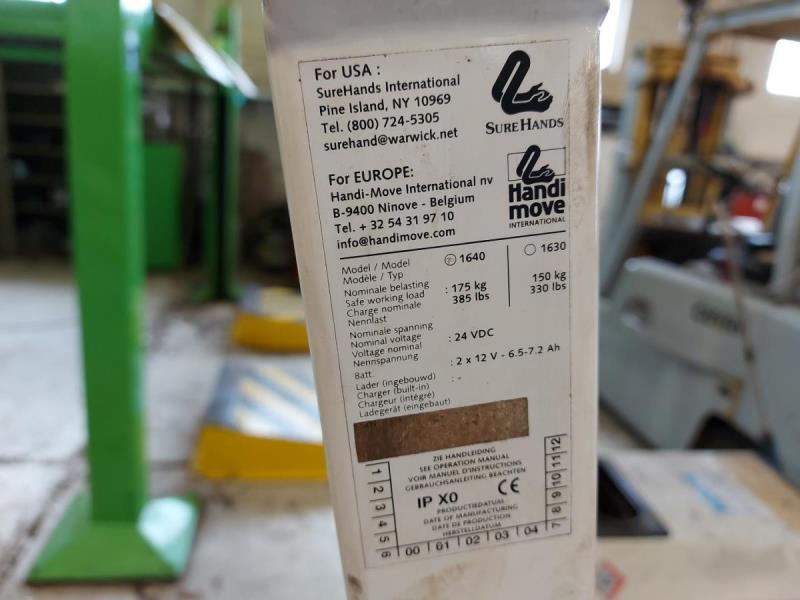 For USA :
SureHands International
Pine Island, NY 10969
Tel. (800) 724-5305
surehand@warwick.net
SUREHANDS
For EUROPE:
Handi-Move International nv
B-9400 Ninove - Belgium
Tel. + 32 54 31 97 10
info@handimove.com
Handi
move
INTERNATIONAL
Model / Model
Modèle / Typ
1640
1630
Nominale belasting
Safe working load
Charge nominale
Nennlast
: 175 kg
385 lbs
150 kg
330 lbs
Nominale spanning
Nominal voltage
Voltage nominal
Nennspannung
: 24 VDC
Batt.
: 2 x 12 V - 6.5-7.2 Ah
Lader (ingebouwd)
Charger (built-in)
Chargeur (intégré)
Ladegerät (eingebaut)
: -
ZIE HANDLEIDING
SEE OPERATION MANUAL
VOIR MANUEL D'INSTRUCTIONS
GEBRAUCHSANLEITUNG BEACHTEN
IP X0
CE
PRODUCTIEDATUM
DATE OF MANUFACTURING
DATE DE PRODUCTION
HERSTELLDATUM
1 2 3 4 5 6
00 01 02 03 04
7 8 9 10 11 12